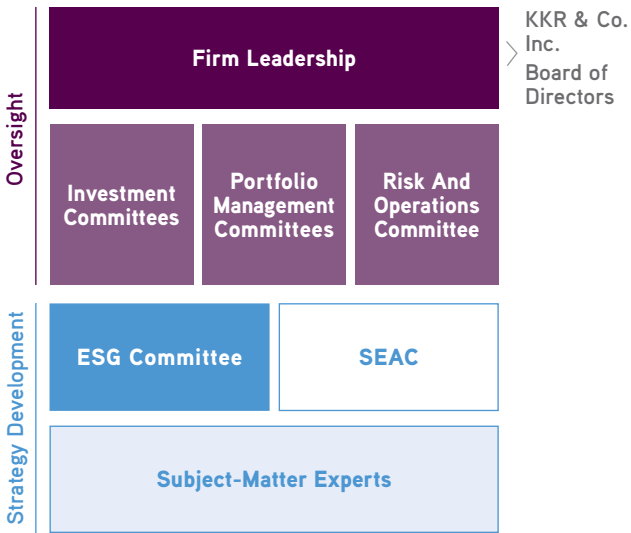 Oversight
Firm Leadership
KKR & Co.
Inc.
Board of
Directors
Investment
Committees
Portfolio
Management
Committees
Risk And
Operations
Committee
Strategy Development
ESG Committee
SEAC
Subject-Matter Experts